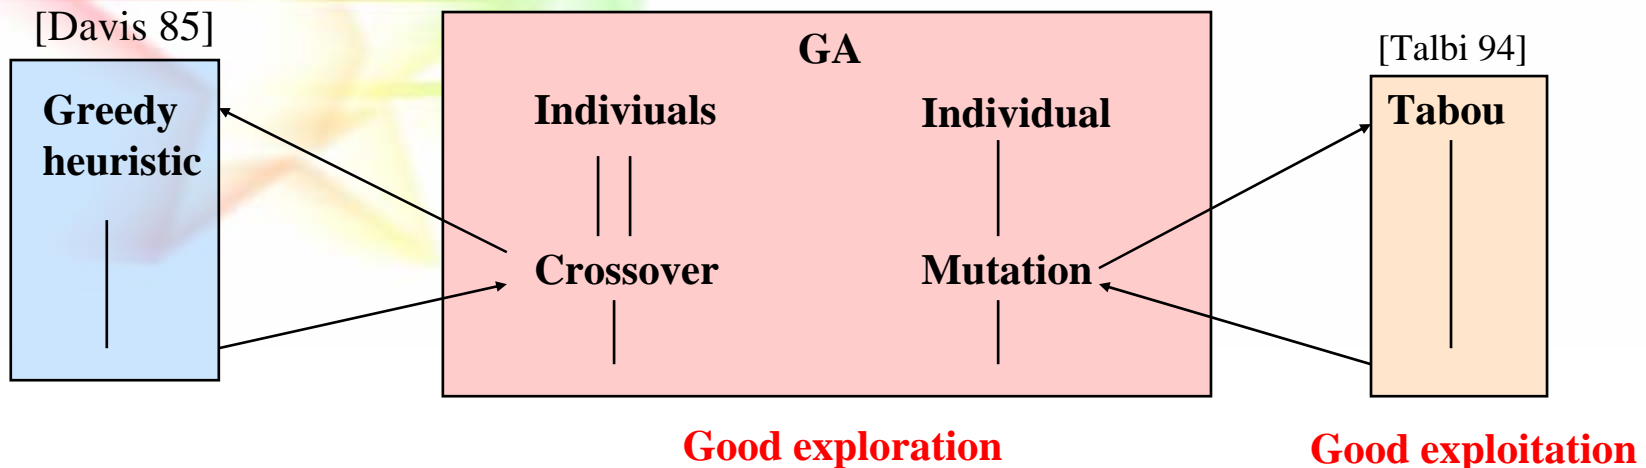 [Davis 85]
Greedy
heuristic
GA
Indiviuals
Individual
Crossover
Mutation
[Talbi 94]
Tabou
Good exploration
Good exploitation